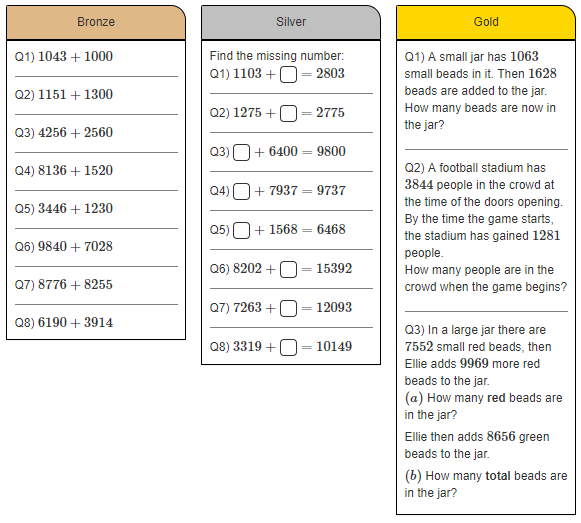 Bronze
Q1) 1043 + 1000
Q2) 1151 + 1300
Q3) 4256 + 2560
Q4) 8136 + 1520
Q5) 3446 + 1230
Q6) 9840 + 7028
Q7) 8776 + 8255
Q8) 6190 + 3914
Silver
Find the missing number:
Q1) 1103 + □ = 2803
Q2) 1275 + □ = 2775
Q3) □ + 6400 = 9800
Q4) □ + 7937 = 9737
Q5) □ + 1568 = 6468
Q6) 8202 + □ = 15392
Q7) 7263 + □ = 12093
Q8) 3319 + □ = 10149
Gold
Q1) A small jar has 1063
small beads in it. Then 1628
beads are added to the jar.
How many beads are now in
the jar?
Q2) A football stadium has
3844 people in the crowd at
the time of the doors opening.
By the time the game starts,
the stadium has gained 1281
people.
How many people are in the
crowd when the game begins?
Q3) In a large jar there are
7552 small red beads, then
Ellie adds 9969 more red
beads to the jar.
(a) How many red beads are
in the jar?
Ellie then adds 8656 green
beads to the jar.
(b) How many total beads are
in the jar?